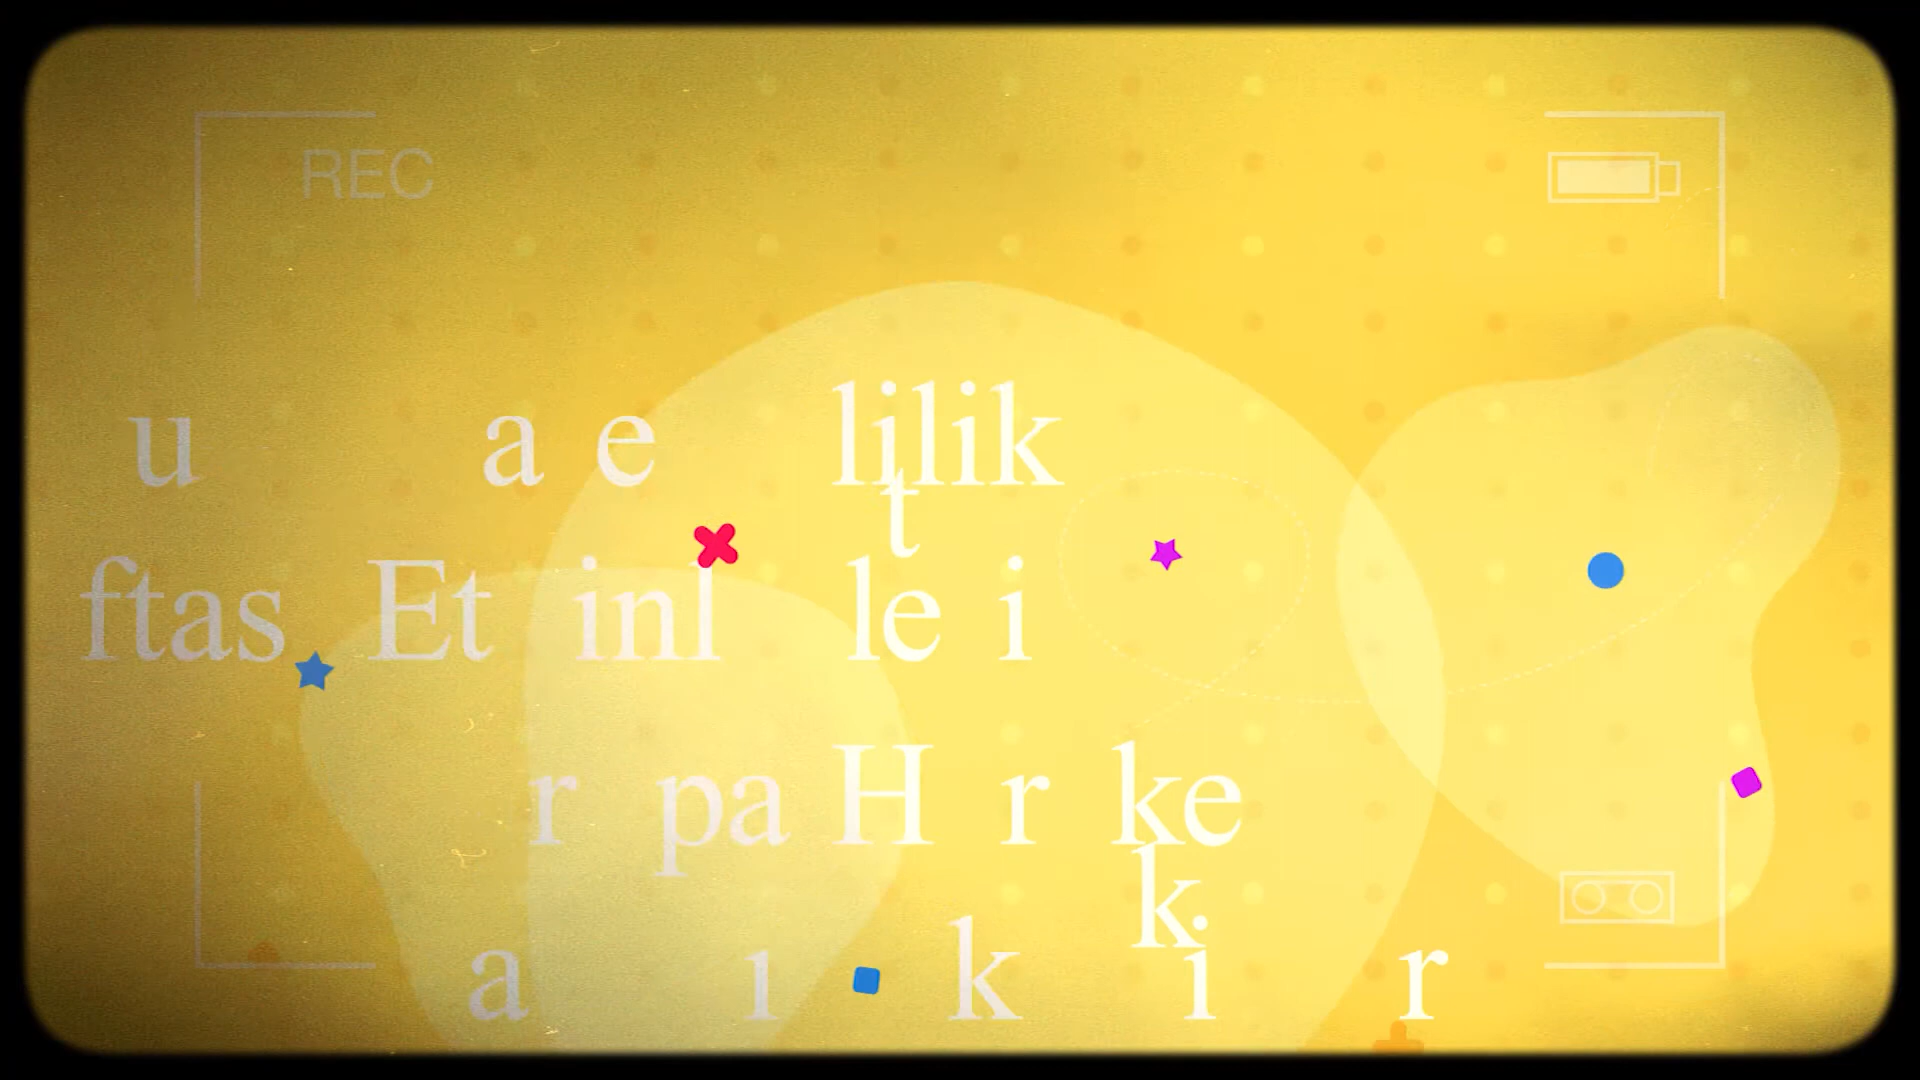 REC
u a e lilik
t
ftas Et inl le i
r pa H r ke
k
a ı k i r